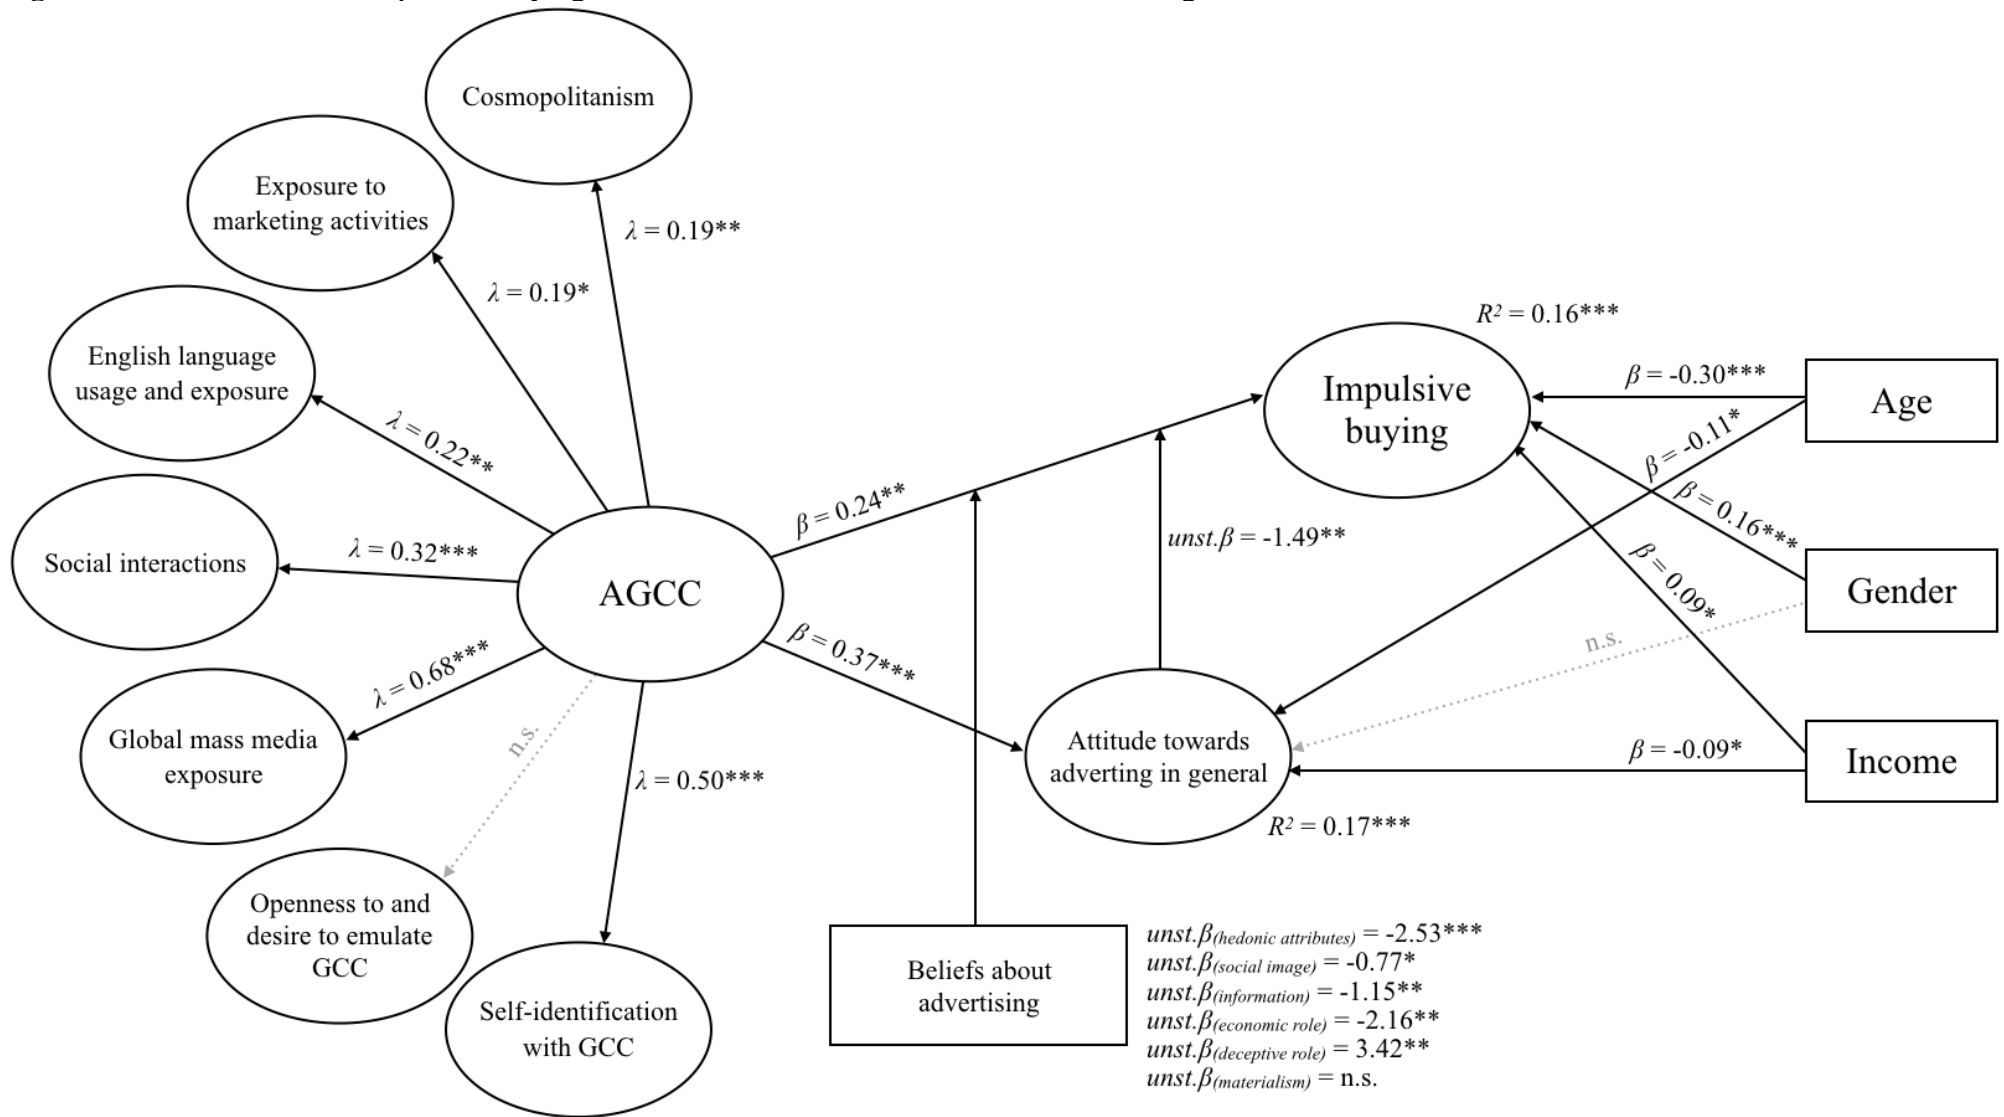 Cosmopolitanism
Exposure to
marketing activities
λ = 0.19**
λ = 0.19*
English language
usage and exposure
λ = 0.22**
Social interactions
λ = 0.32***
AGCC
Global mass media
exposure
λ = 0.68***
n.s.
Openness to and
desire to emulate
GCC
λ = 0.50***
Self-identification
with GCC
β = 0.24**
β = 0.37***
R² = 0.16***
Impulsive
buying
unst.β = -1.49**
Attitude towards
adverting in general
R² = 0.17***
β = -0.30***
β = -0.11*
β = 0.16***
β = 0.09*
n.s.
β = -0.09*
Age
Gender
Income
Beliefs about
advertising
unst.β(hedonic attributes) = -2.53***
unst.β(social image) = -0.77*
unst.β(information) = -1.15**
unst.β(economic role) = -2.16**
unst.β(deceptive role) = 3.42**
unst.β(materialism) = n.s.